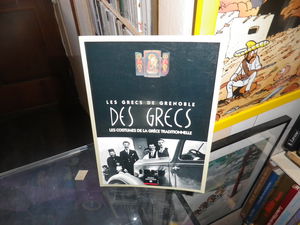 LES GRECS DE GRENOBLE
DES GRECS
LES COSTUMES DE LA GRÈCE TRADITIONNELLE